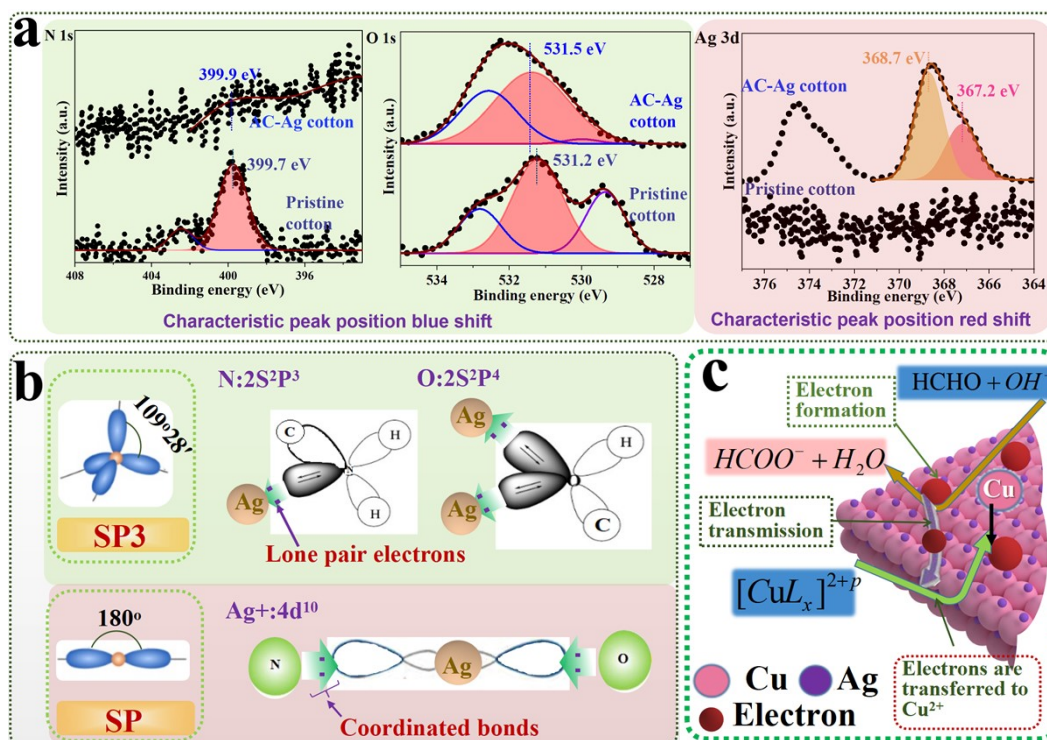 a
N 1s
399.9 eV
AC-Ag cotton
399.7 eV
Pristine
cotton
Intensity (a.u.)
408 404 400 396
Binding energy (eV)
O 1s
531.5 eV
AC-Ag
cotton
531.2 eV
Pristine
cotton
Intensity (a.u.)
534 532 530 528
Binding energy (eV)
Characteristic peak position blue shift
Ag 3d
368.7 eV
367.2 eV
AC-Ag cotton
Pristine cotton
Intensity (a.u.)
376 374 372 370 368 366 364
Binding energy (eV)
Characteristic peak position red shift
b
109°28′
SP3
N:2S²P³
C
H
N
H
Ag
Lone pair electrons
O:2S²P⁴
Ag
H
O
Ag
C
180°
SP
Ag+:4d¹⁰
N
Ag
O
Coordinated bonds
c
Electron
formation
HCHO + OH⁻
HCOO⁻ + H₂O
Cu
Electron
transmission
[CuLₓ]²⁺ᵖ
Electrons are
transferred to
Cu²⁺
Cu Ag
Electron